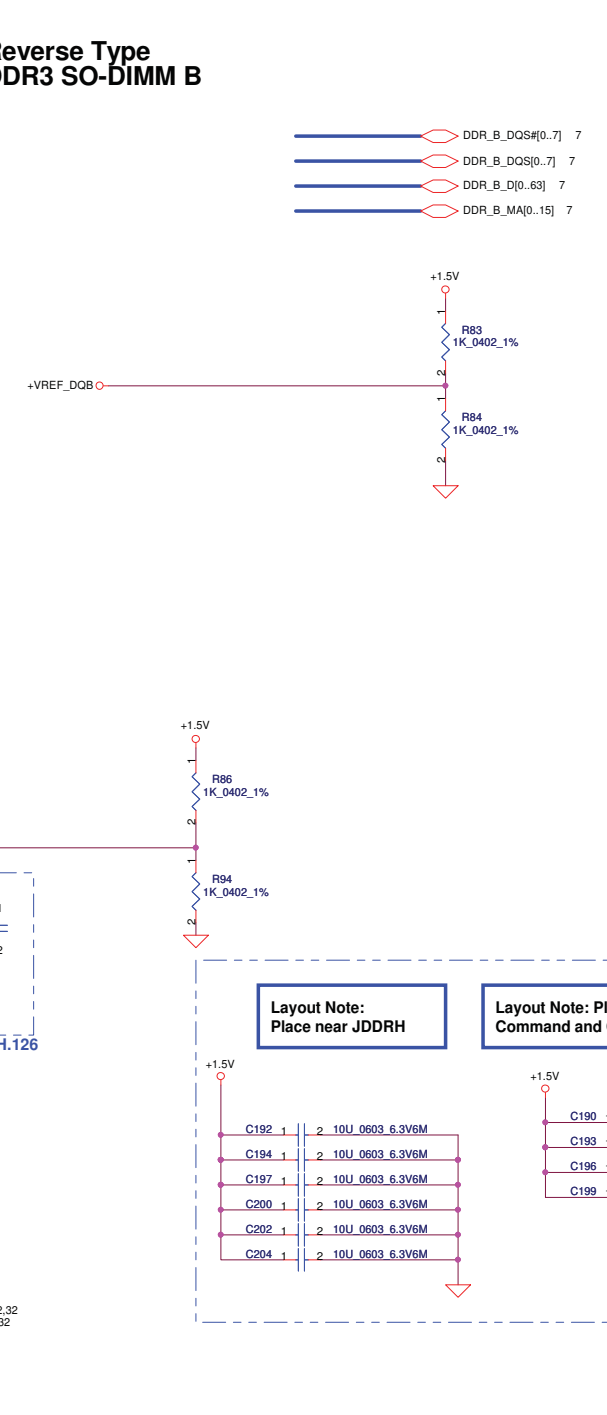 Reverse Type
DDR3 SO-DIMM B
DDR_B_DQS#[0..7] 7
DDR_B_DQS[0..7] 7
DDR_B_D[0..63] 7
DDR_B_MA[0..15] 7
+1.5V
1
R83
1K_0402_1%
2
+VREF_DQB
1
R84
1K_0402_1%
2
+1.5V
1
R86
1K_0402_1%
2
1
R94
1K_0402_1%
2
2
H.126
Layout Note:
Place near JDDRH
Layout Note: Pl
Command and
+1.5V
C192 1 2 10U_0603_6.3V6M
C194 1 2 10U_0603_6.3V6M
C197 1 2 10U_0603_6.3V6M
C200 1 2 10U_0603_6.3V6M
C202 1 2 10U_0603_6.3V6M
C204 1 2 10U_0603_6.3V6M
+1.5V
C190
C193
C196
C199
2,32
32